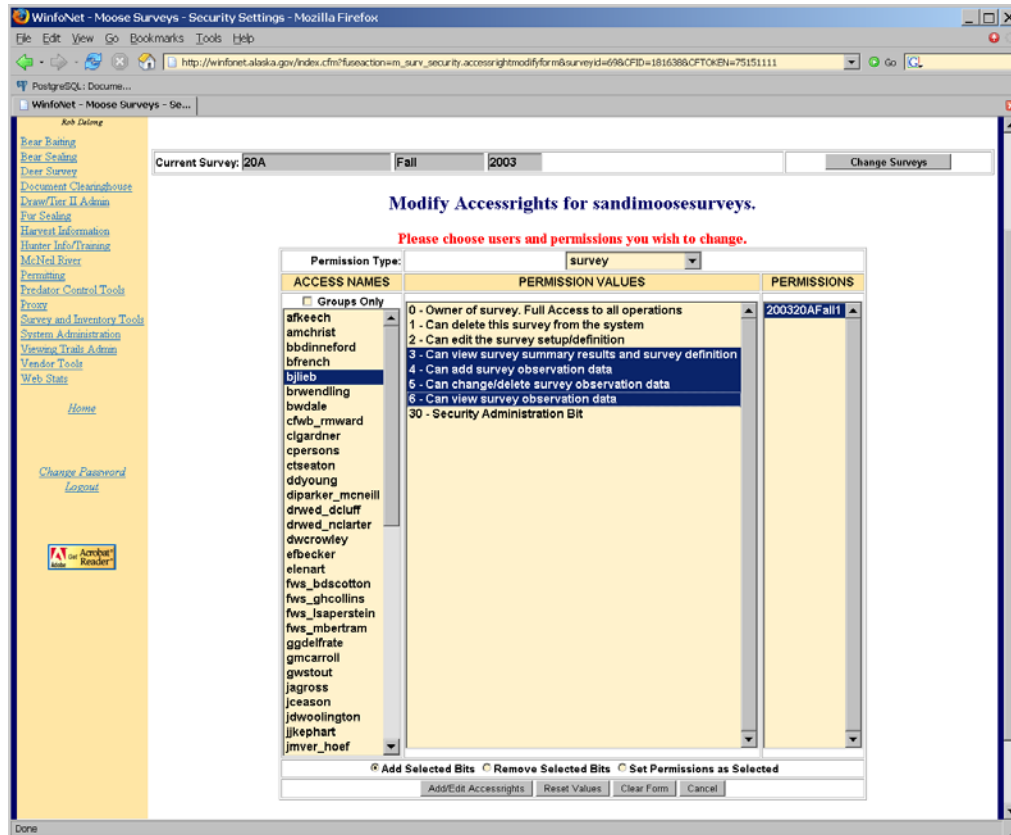 WinfoNet - Moose Surveys - Security Settings - Mozilla Firefox
File Edit View Go Bookmarks Tools Help
http://winfonet.alaska.gov/index.cfm?fuseaction=m_surv_security.accessrightmodifyform&surveyid=69&CFID=181638&CFTOKEN=75151111 Go
PostgreSQL: Docume...
WinfoNet - Moose Surveys - Se...
Rob Delong
Bear Baiting
Bear Sealing
Deer Survey
Document Clearinghouse
Draw/Tier II Admin
Fur Sealing
Harvest Information
Hunter Info/Training
McNeil River
Permitting
Predator Control Tools
Proxy
Survey and Inventory Tools
System Administration
Viewing Trails Admin
Vendor Tools
Web Stats
Home
Change Password
Logout
Get Acrobat Reader
Adobe
Current Survey: 20A Fall 2003 Change Surveys
Modify Accessrights for sandimoosesurveys.
Please choose users and permissions you wish to change.
Permission Type: survey
ACCESS NAMES PERMISSION VALUES PERMISSIONS
Groups Only
afkeech
amchrist
bbdinneford
bfrench
bjlieb
brwendling
bwdale
cfwb_rmward
clgardner
cpersons
ctseaton
ddyoung
diparker_mcneill
drwed_dcluff
drwed_nclarter
dwcrowley
efbecker
elenart
fws_bdscotton
fws_ghcollins
fws_lsaperstein
fws_mbertram
ggdelfrate
gmcarroll
gwstout
jagross
jceason
jdwoolington
jjkephart
jmver_hoef
0 - Owner of survey. Full Access to all operations
1 - Can delete this survey from the system
2 - Can edit the survey setup/definition
3 - Can view survey summary results and survey definition
4 - Can add survey observation data
5 - Can change/delete survey observation data
6 - Can view survey observation data
30 - Security Administration Bit
200320AFall1
Add Selected Bits Remove Selected Bits Set Permissions as Selected
Add/Edit Accessrights Reset Values Clear Form Cancel
Done